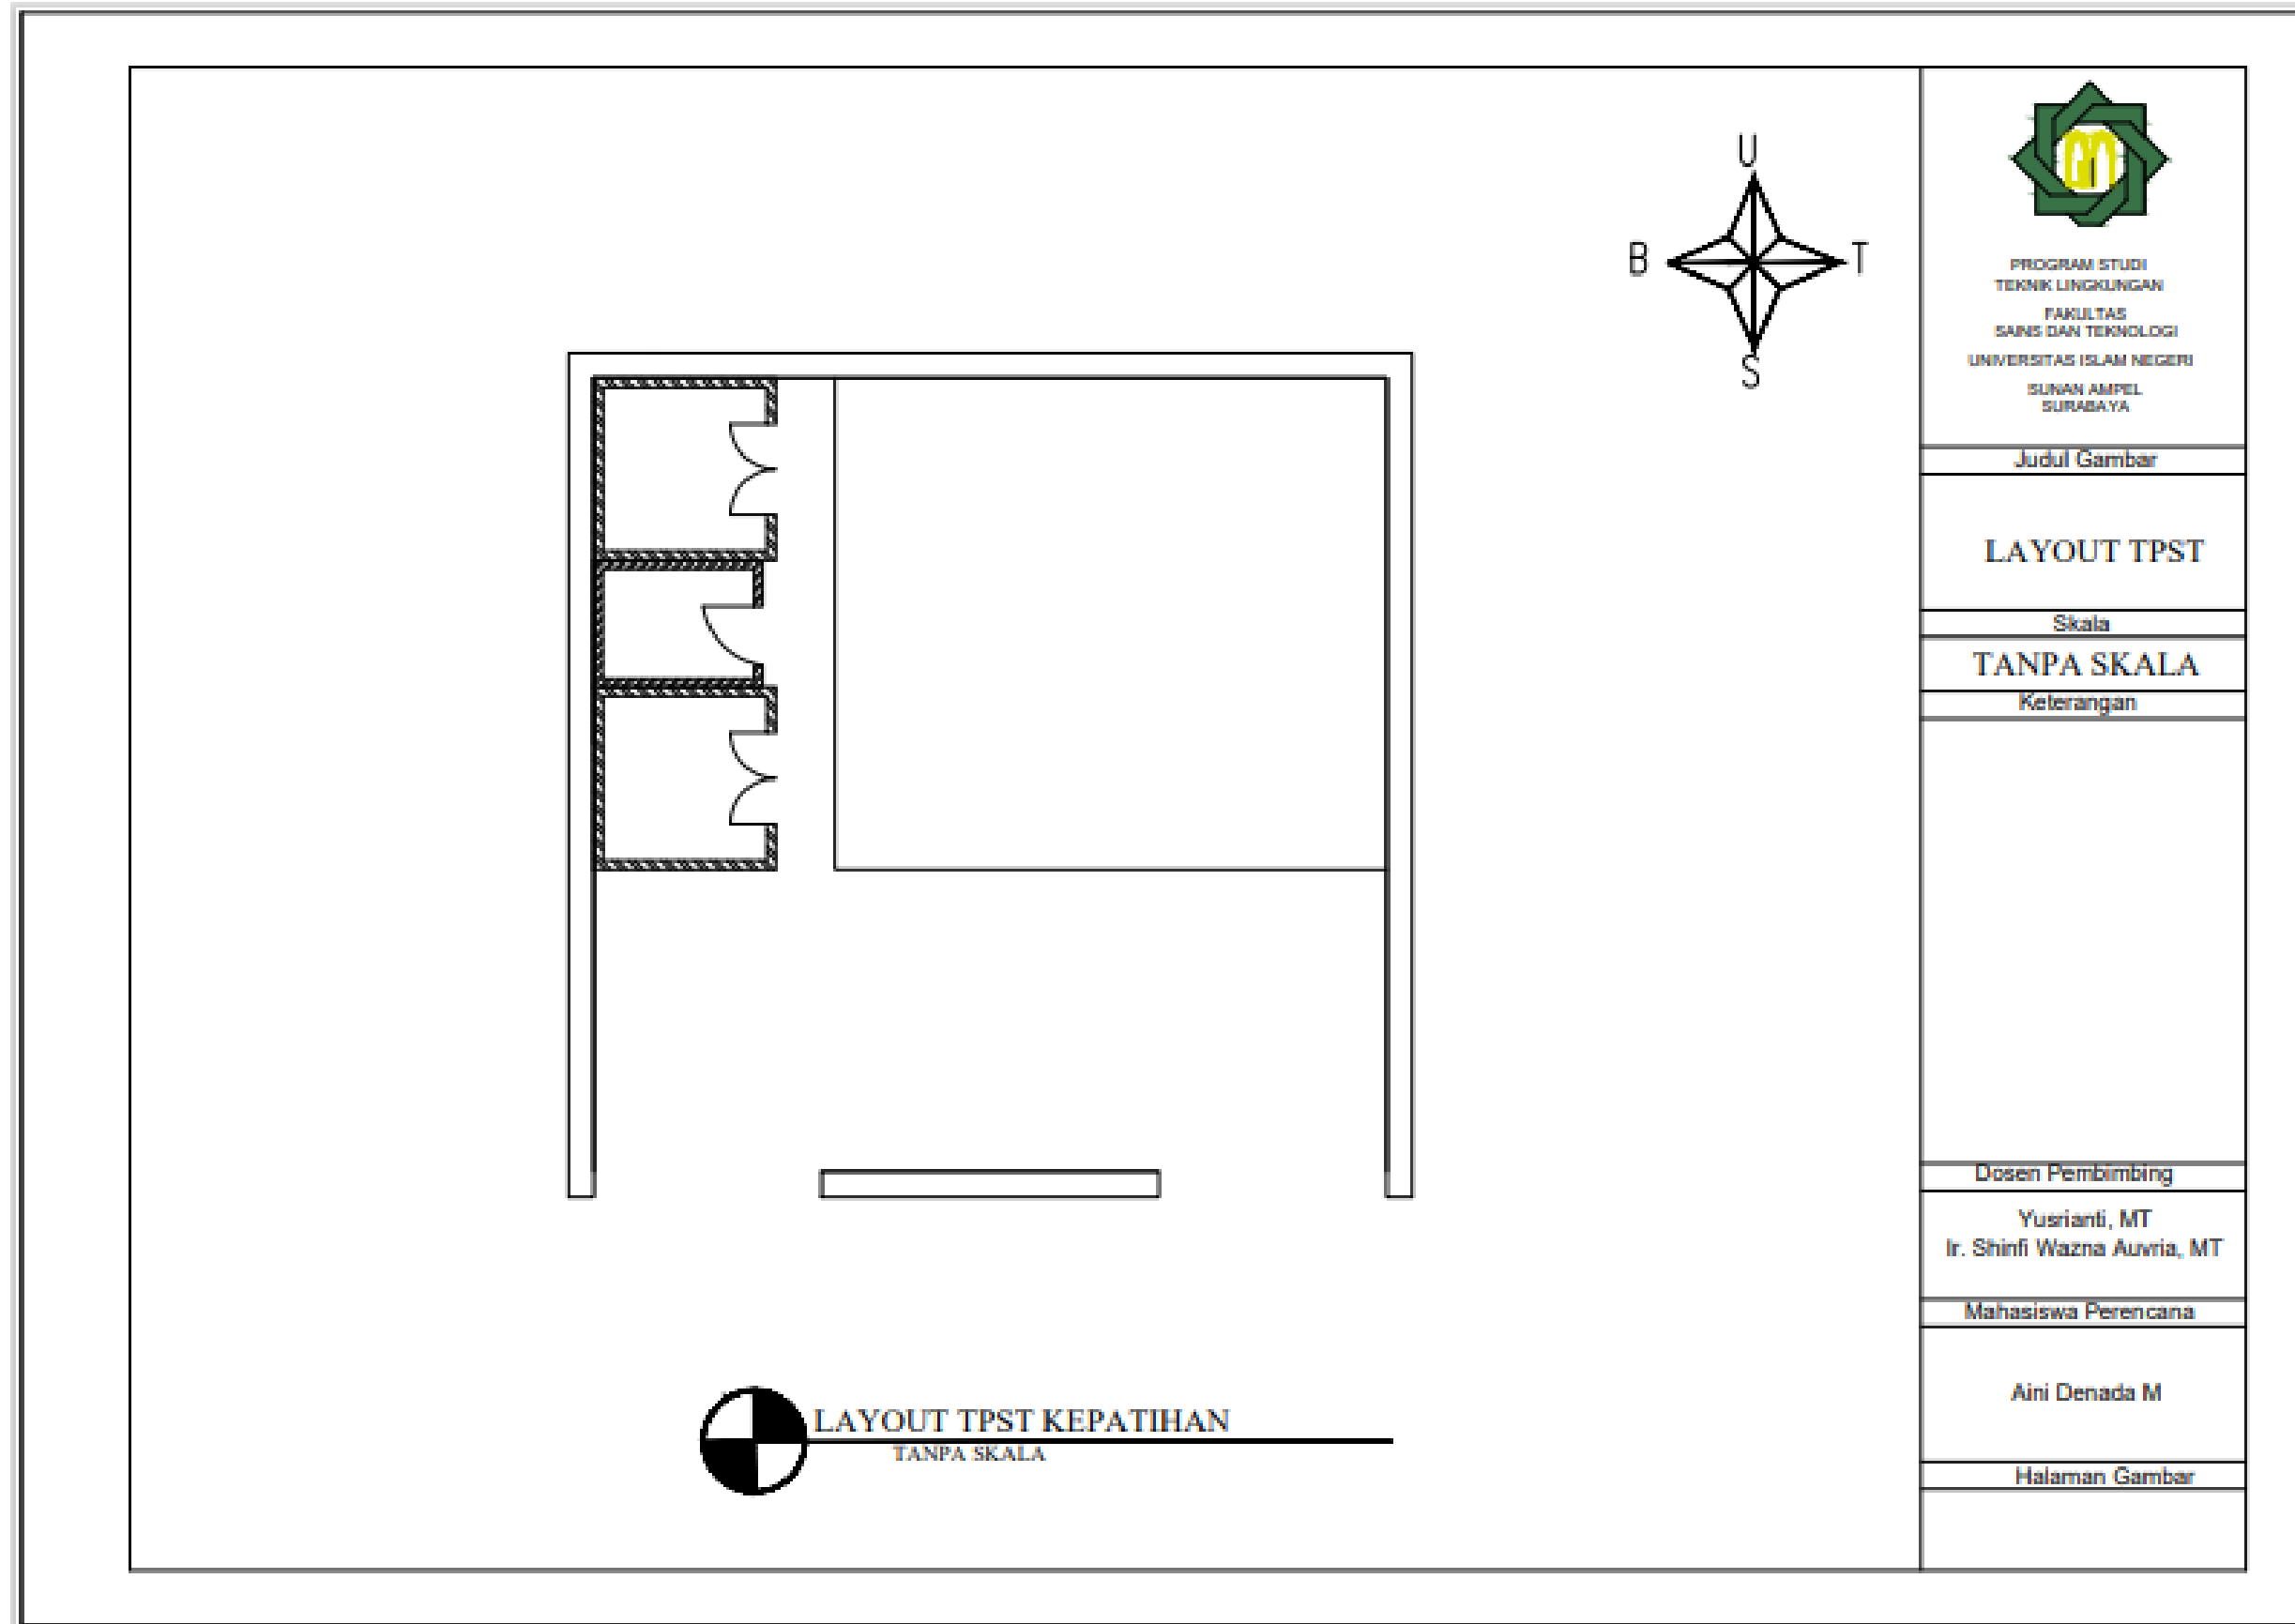 U
B
T
S
LAYOUT TPST KEPATIHAN
TANPA SKALA
PROGRAM STUDI
TEKNIK LINGKUNGAN
FAKULTAS
SAINS DAN TEKNOLOGI
UNIVERSITAS ISLAM NEGERI
SUNAN AMPEL
SURABAYA
Judul Gambar
LAYOUT TPST
Skala
TANPA SKALA
Keterangan
Dosen Pembimbing
Yusrianti, MT
Ir. Shinfi Wazna Auvria, MT
Mahasiswa Perencana
Aini Denada M
Halaman Gambar